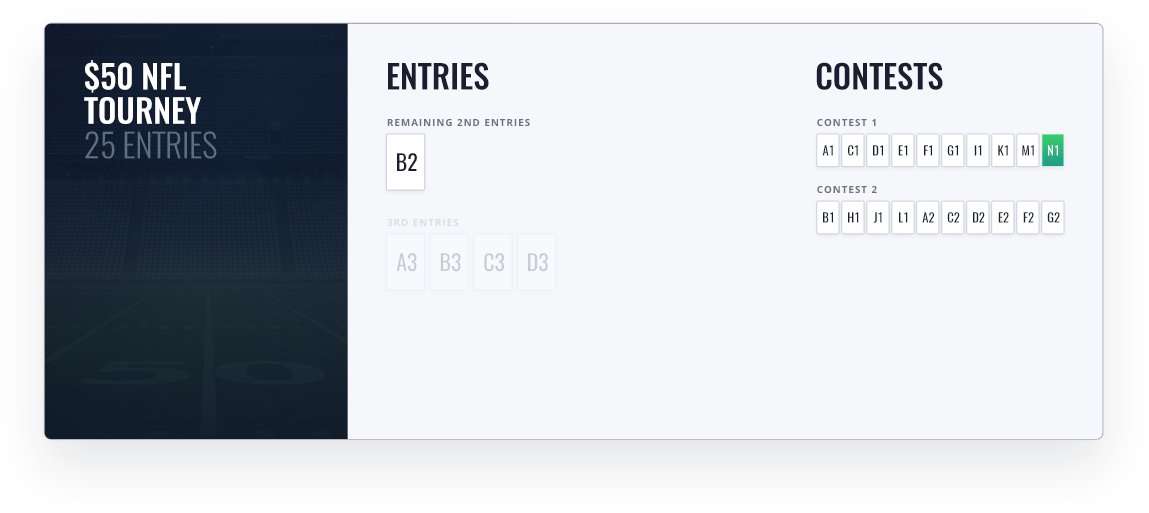 $50 NFL
TOURNEY
25 ENTRIES
ENTRIES
REMAINING 2ND ENTRIES
B2
3RD ENTRIES
A3 B3 C3 D3
CONTESTS
CONTEST 1
A1 C1 D1 E1 F1 G1 I1 K1 M1 N1
CONTEST 2
B1 H1 J1 L1 A2 C2 D2 E2 F2 G2
50